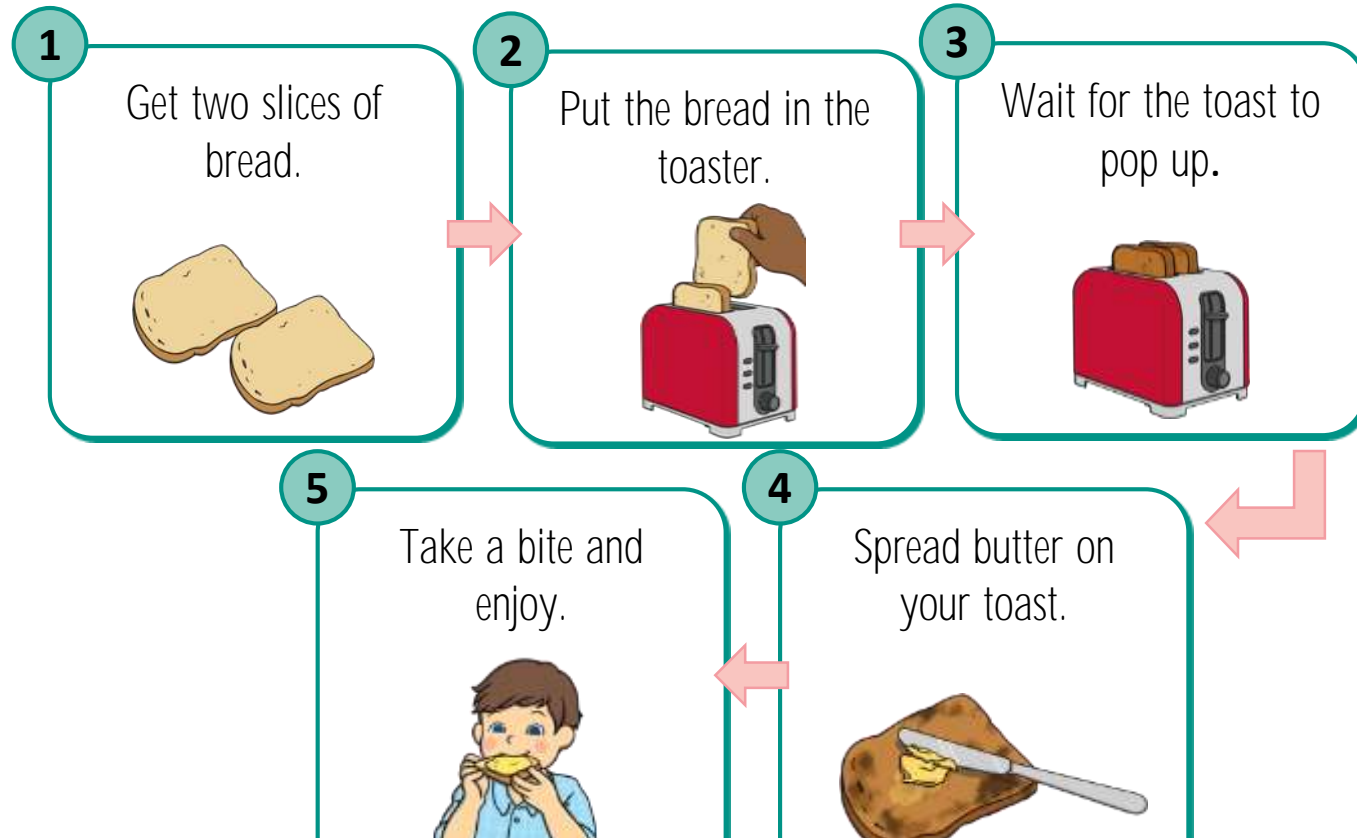 1
Get two slices of
bread.
2
Put the bread in the
toaster.
3
Wait for the toast to
pop up.
4
Spread butter on
your toast.
5
Take a bite and
enjoy.